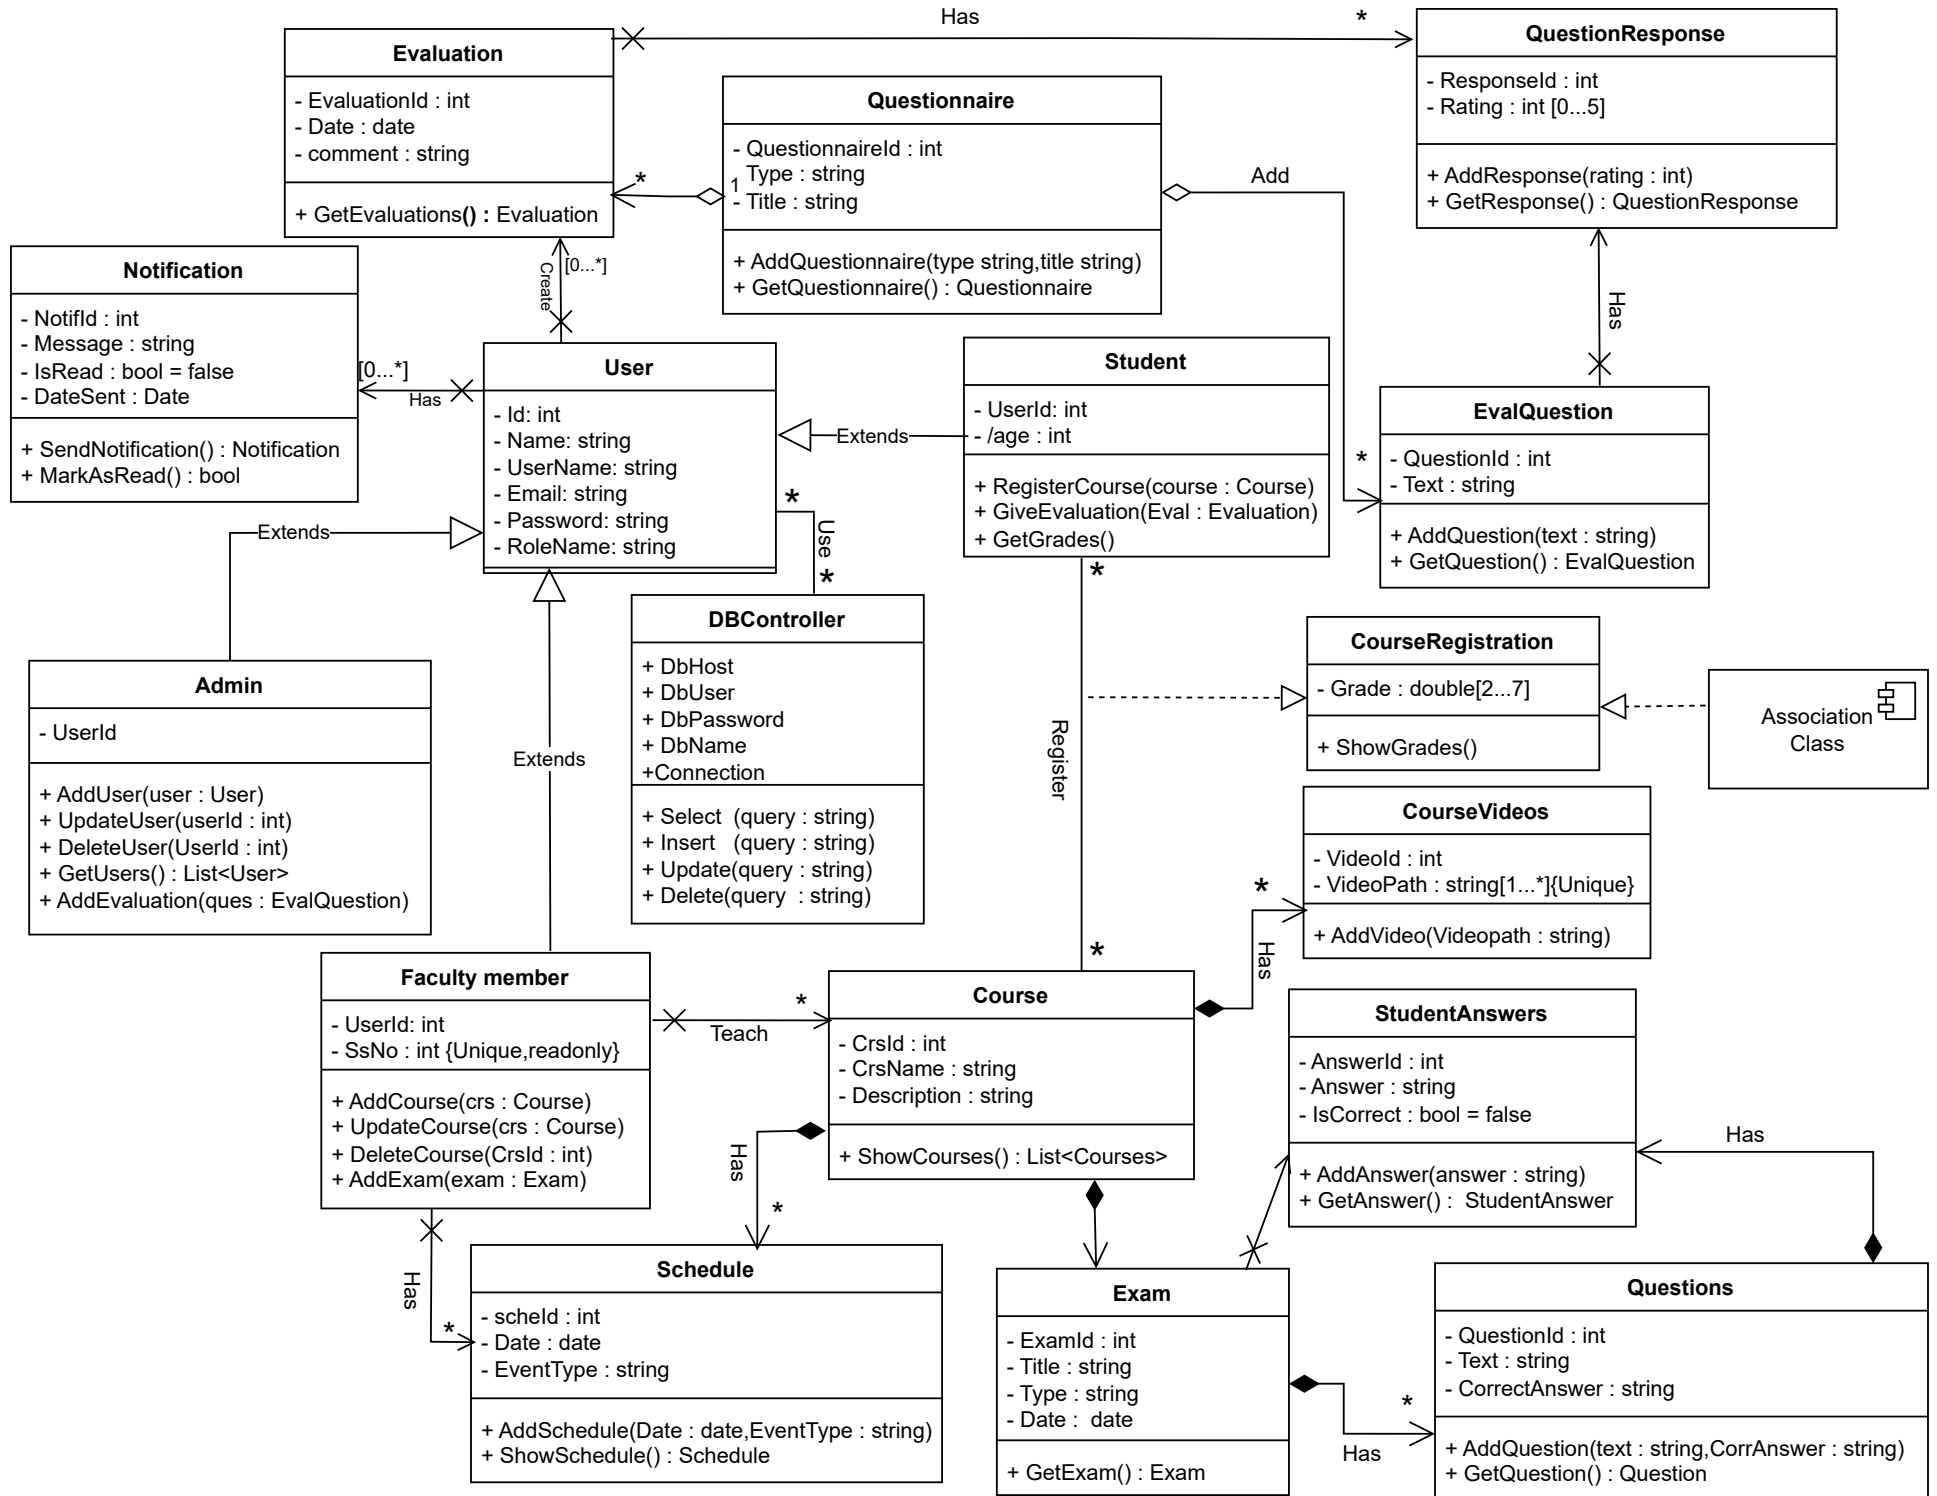 Has
*
Evaluation
- EvaluationId : int
- Date : date
- comment : string
+ GetEvaluations() : Evaluation
QuestionResponse
- ResponseId : int
- Rating : int [0...5]
+ AddResponse(rating : int)
+ GetResponse() : QuestionResponse
Questionnaire
- QuestionnaireId : int
Type : string
- Title : string
+ AddQuestionnaire(type string,title string)
+ GetQuestionnaire() : Questionnaire
*
1
Add
*
Has
Create
[0...*]
Notification
- NotifId : int
- Message : string
- IsRead : bool = false
- DateSent : Date
+ SendNotification() : Notification
+ MarkAsRead() : bool
[0...*]
Has
User
- Id: int
- Name: string
- UserName: string
- Email: string
- Password: string
- RoleName: string
Extends
Student
- UserId: int
- /age : int
+ RegisterCourse(course : Course)
+ GiveEvaluation(Eval : Evaluation)
+ GetGrades()
EvalQuestion
- QuestionId : int
- Text : string
+ AddQuestion(text : string)
+ GetQuestion() : EvalQuestion
Extends
*
Use
*
DBController
+ DbHost
+ DbUser
+ DbPassword
+ DbName
+Connection
+ Select (query : string)
+ Insert (query : string)
+ Update(query : string)
+ Delete(query : string)
*
Register
*
CourseRegistration
- Grade : double[2...7]
+ ShowGrades()
Association
Class
Admin
- UserId
+ AddUser(user : User)
+ UpdateUser(userId : int)
+ DeleteUser(UserId : int)
+ GetUsers() : List<User>
+ AddEvaluation(ques : EvalQuestion)
Extends
CourseVideos
- VideoId : int
- VideoPath : string[1...*]{Unique}
+ AddVideo(Videopath : string)
*
Has
Faculty member
- UserId: int
- SsNo : int {Unique,readonly}
+ AddCourse(crs : Course)
+ UpdateCourse(crs : Course)
+ DeleteCourse(CrsId : int)
+ AddExam(exam : Exam)
*
Teach
Course
- CrsId : int
- CrsName : string
- Description : string
+ ShowCourses() : List<Courses>
StudentAnswers
- AnswerId : int
- Answer : string
- IsCorrect : bool = false
+ AddAnswer(answer : string)
+ GetAnswer() : StudentAnswer
Has
Has
*
Has
*
Schedule
- scheId : int
- Date : date
- EventType : string
+ AddSchedule(Date : date,EventType : string)
+ ShowSchedule() : Schedule
Exam
- ExamId : int
- Title : string
- Type : string
- Date : date
+ GetExam() : Exam
*
Has
Questions
- QuestionId : int
- Text : string
- CorrectAnswer : string
+ AddQuestion(text : string,CorrAnswer : string)
+ GetQuestion() : Question